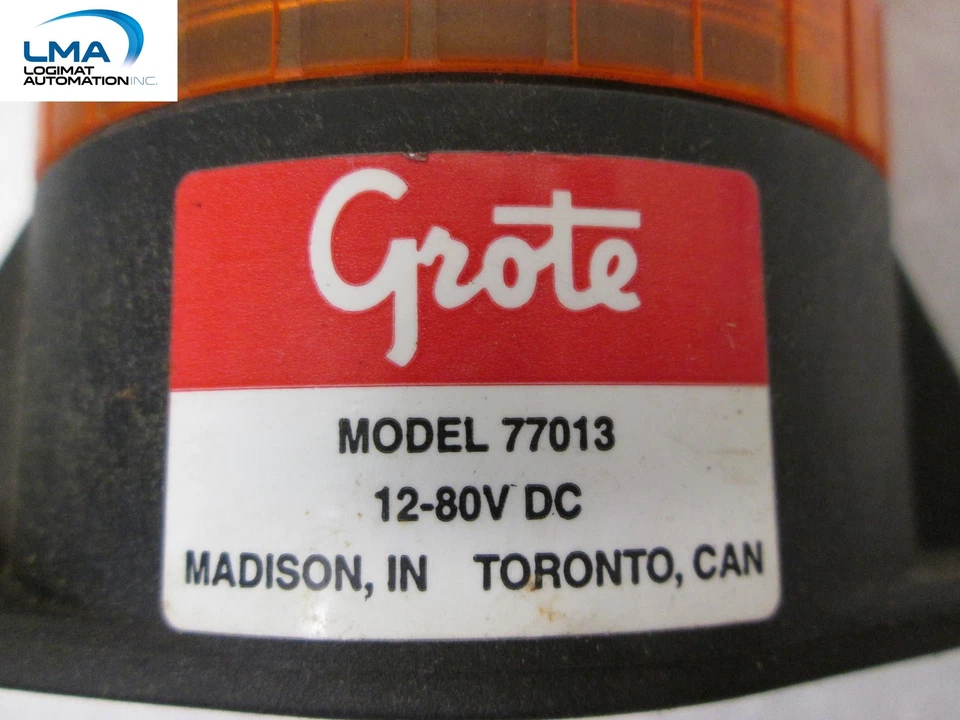 LMA
LOGIMAT
AUTOMATION INC.
Grote
MODEL 77013
12-80V DC
MADISON, IN TORONTO, CAN